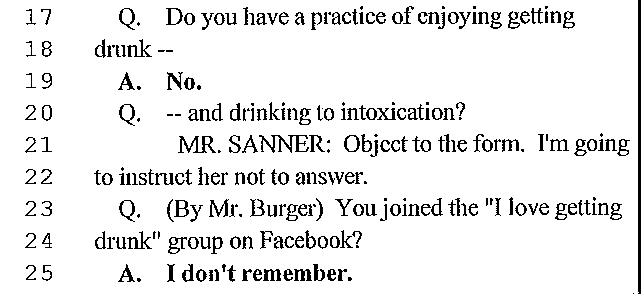 17 Q. Do you have a practice of enjoying getting
18 drunk --
19 A. No.
20 Q. -- and drinking to intoxication?
21 MR. SANNER: Object to the form. I'm going
22 to instruct her not to answer.
23 Q. (By Mr. Burger) You joined the "I love getting
24 drunk" group on Facebook?
25 A. I don't remember.